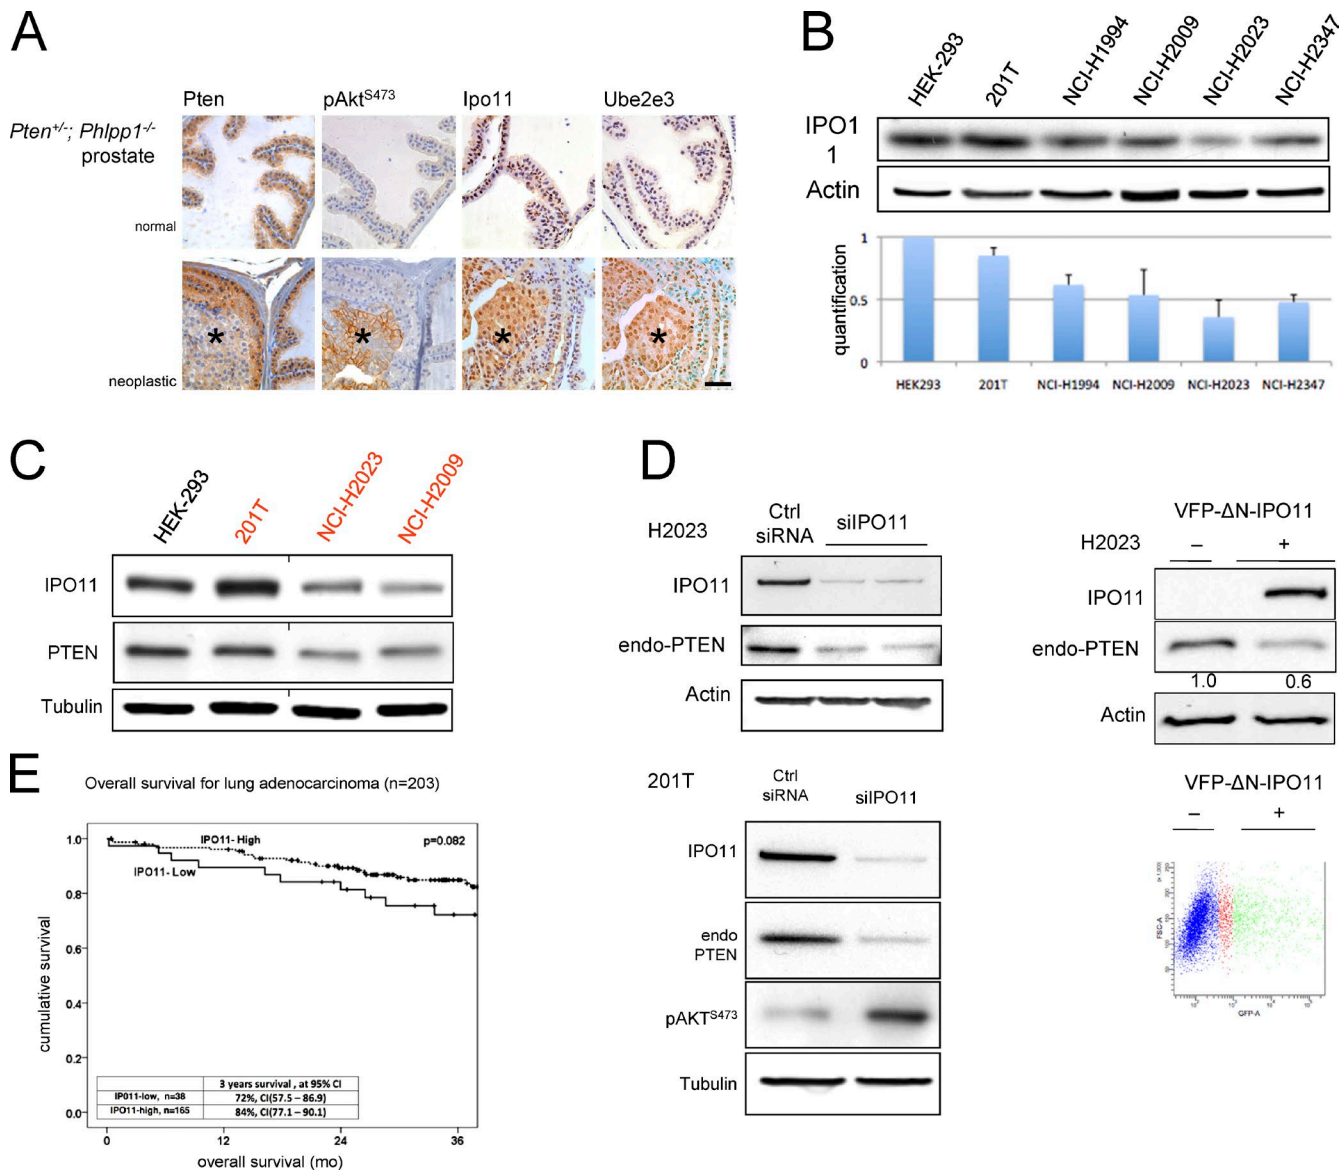 A
Pten
pAktS473
Ipo11
Ube2e3
Pten+/-; Phlpp1-/-
prostate
normal
neoplastic
*
*
*
*
B
HEK-293
201T
NCI-H1994
NCI-H2009
NCI-H2023
NCI-H2347
IPO1
1
Actin
quantification
1
0.5
0
HEK293
201T
NCI-H1994
NCI-H2009
NCI-H2023
NCI-H2347
C
HEK-293
201T
NCI-H2023
NCI-H2009
IPO11
PTEN
Tubulin
D
H2023
Ctrl
siRNA
siIPO11
IPO11
endo-PTEN
Actin
VFP-ΔN-IPO11
H2023
–
+
IPO11
endo-PTEN
1.0
0.6
Actin
201T
Ctrl
siRNA
siIPO11
IPO11
endo
PTEN
pAKTS473
Tubulin
VFP-ΔN-IPO11
–
+
FSC-A
GFP-A
E
Overall survival for lung adenocarcinoma (n=203)
cumulative survival
1.0
0.8
0.6
0.4
0.2
0.0
IPO11- High
IPO11- Low
p=0.082
3 years survival , at 95% CI
IPO11-low, n=38
72%, CI(57.5 – 86.9)
IPO11-high, n=165
84%, CI(77.1 – 90.1)
0
12
24
36
overall survival (mo)